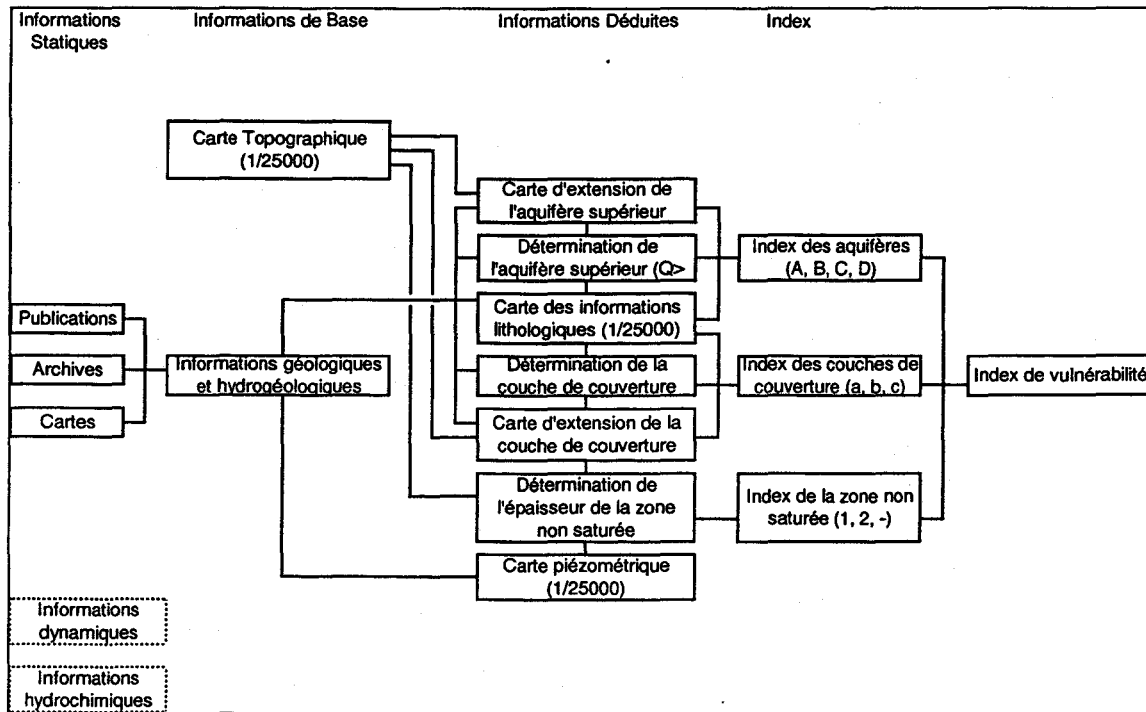 Informations
Statiques
Informations de Base
Informations Déduites
Index
Carte Topographique
(1/25000)
Carte d'extension de
l'aquifère supérieur
Détermination de
l'aquifère supérieur (Q>
Index des aquifères
(A, B, C, D)
Carte des informations
lithologiques (1/25000)
Publications
Archives
Cartes
Informations géologiques
et hydrogéologiques
Détermination de la
couche de couverture
Index des couches de
couverture (a, b, c)
Index de vulnérabilité
Carte d'extension de la
couche de couverture
Détermination de
l'épaisseur de la zone
non saturée
Index de la zone non
saturée (1, 2, -)
Carte piézométrique
(1/25000)
Informations
dynamiques
Informations
hydrochimiques